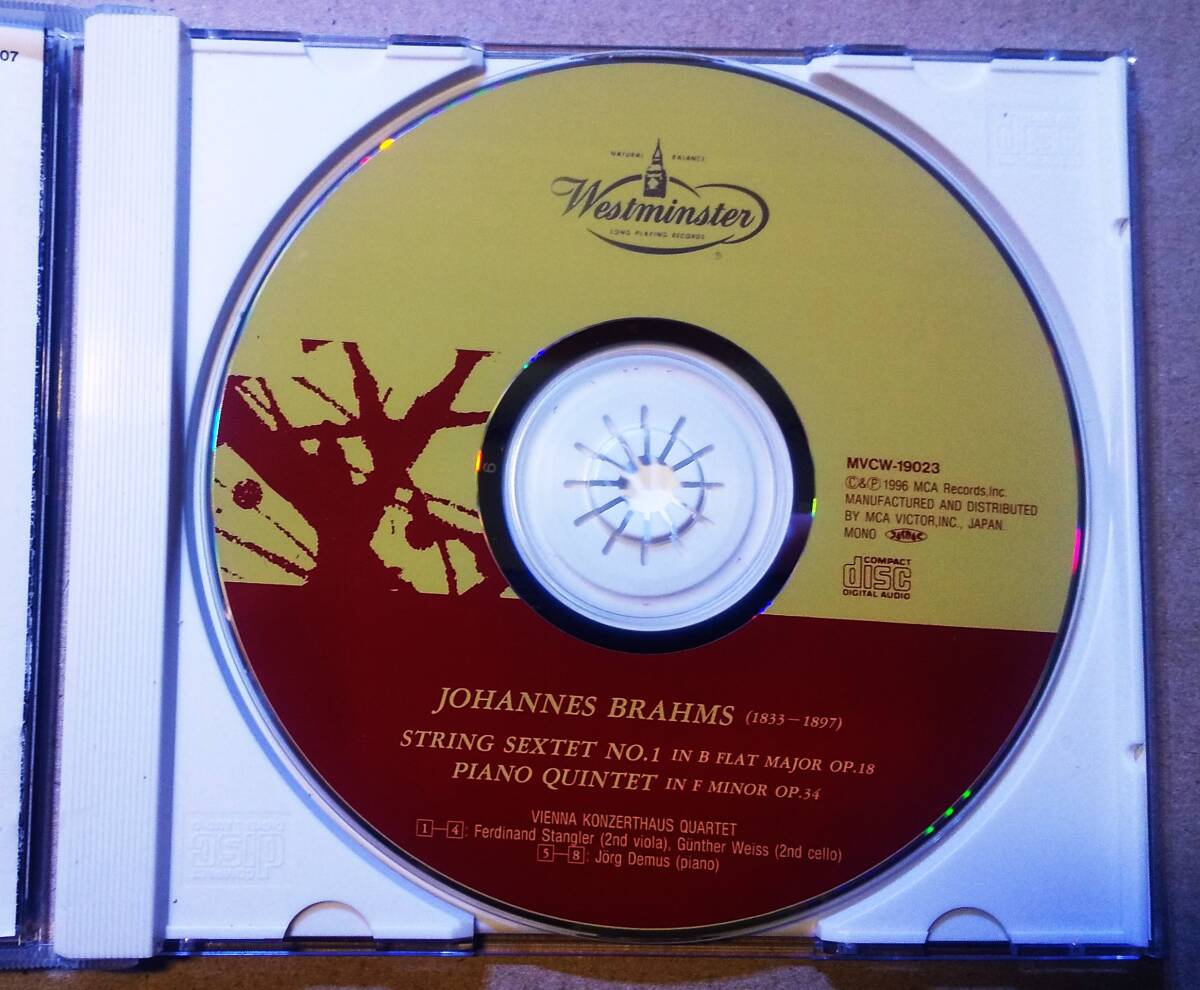 07
NATURAL BALANCE
Westminster
LONG PLAYING RECORDS
®
MVCW-19023
©&Ⓟ1996 MCA Records,Inc.
MANUFACTURED AND DISTRIBUTED
BY MCA VICTOR,INC., JAPAN.
MONO JASRAC
COMPACT
disc
DIGITAL AUDIO
JOHANNES BRAHMS (1833–1897)
STRING SEXTET NO.1 IN B FLAT MAJOR OP.18
PIANO QUINTET IN F MINOR OP.34
VIENNA KONZERTHAUS QUARTET
1–4: Ferdinand Stangler (2nd viola), Günther Weiss (2nd cello)
5–8: Jörg Demus (piano)